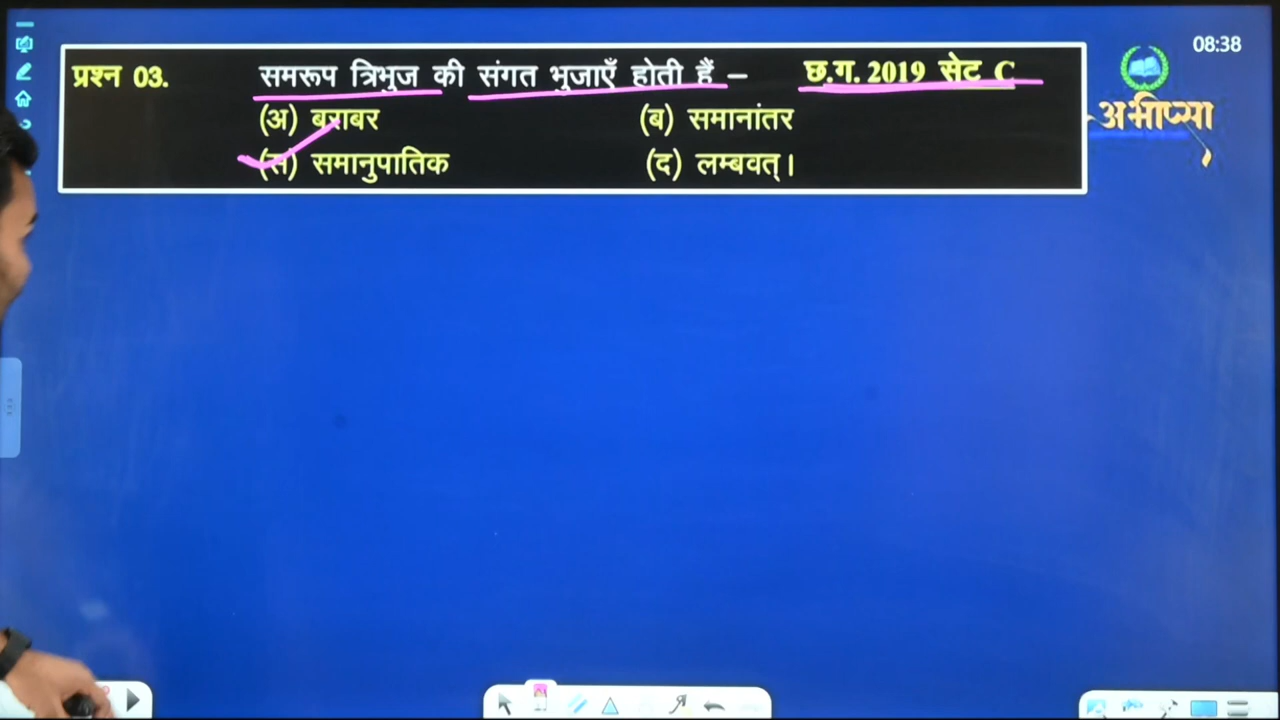 08:38
प्रश्न 03. समरूप त्रिभुज की संगत भुजाएँ होती हैं – छ.ग. 2019 सेट C
(अ) बराबर (ब) समानांतर
(स) समानुपातिक (द) लम्बवत्।
अभीप्सा